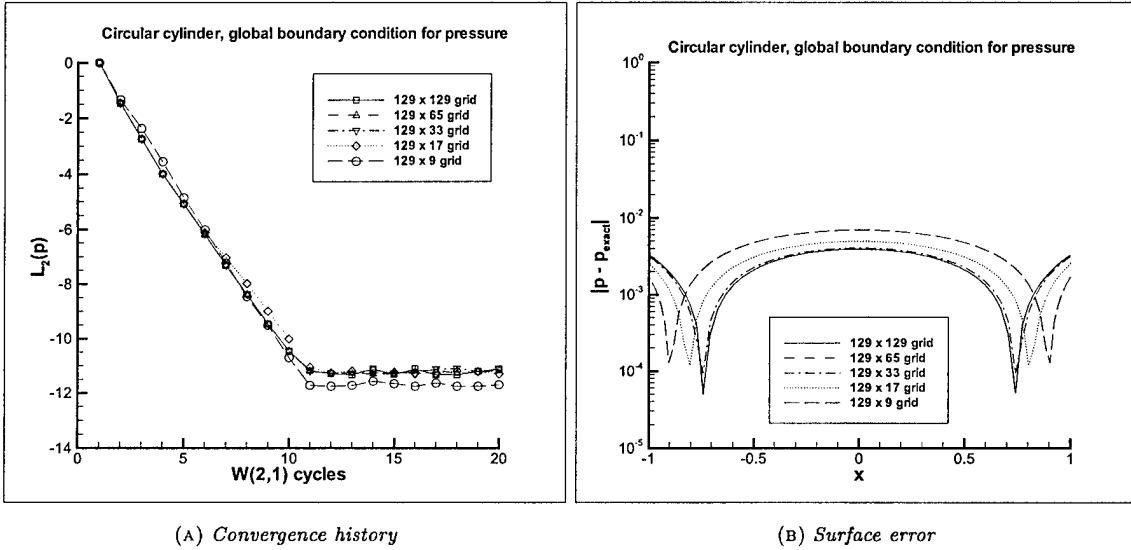 Circular cylinder, global boundary condition for pressure
0
-2
-4
-6
-8
-10
-12
-14
L2(p)
129 x 129 grid
129 x 65 grid
129 x 33 grid
129 x 17 grid
129 x 9 grid
0
5
10
15
20
W(2,1) cycles
(A) Convergence history
Circular cylinder, global boundary condition for pressure
10^0
10^-1
10^-2
10^-3
10^-4
10^-5
|p - p_exact|
129 x 129 grid
129 x 65 grid
129 x 33 grid
129 x 17 grid
129 x 9 grid
-1
-0.5
0
0.5
1
x
(B) Surface error